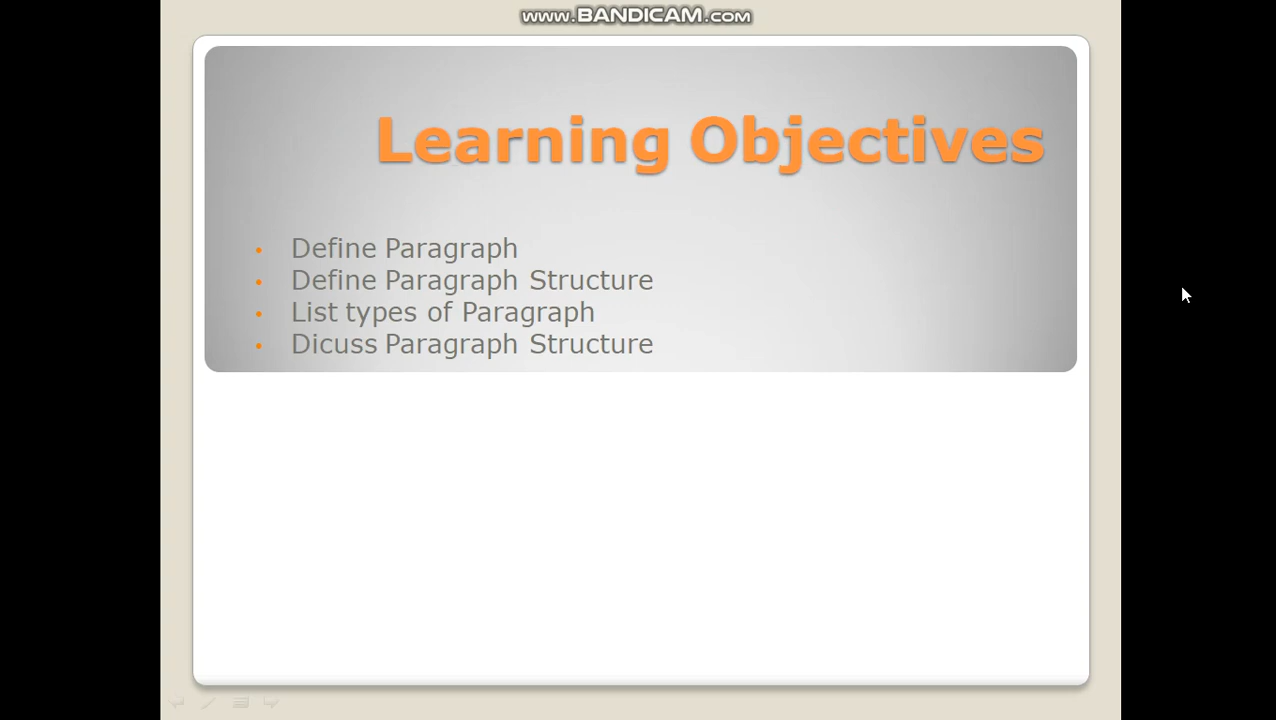 www.BANDICAM.com
Learning Objectives
• Define Paragraph
• Define Paragraph Structure
• List types of Paragraph
• Dicuss Paragraph Structure